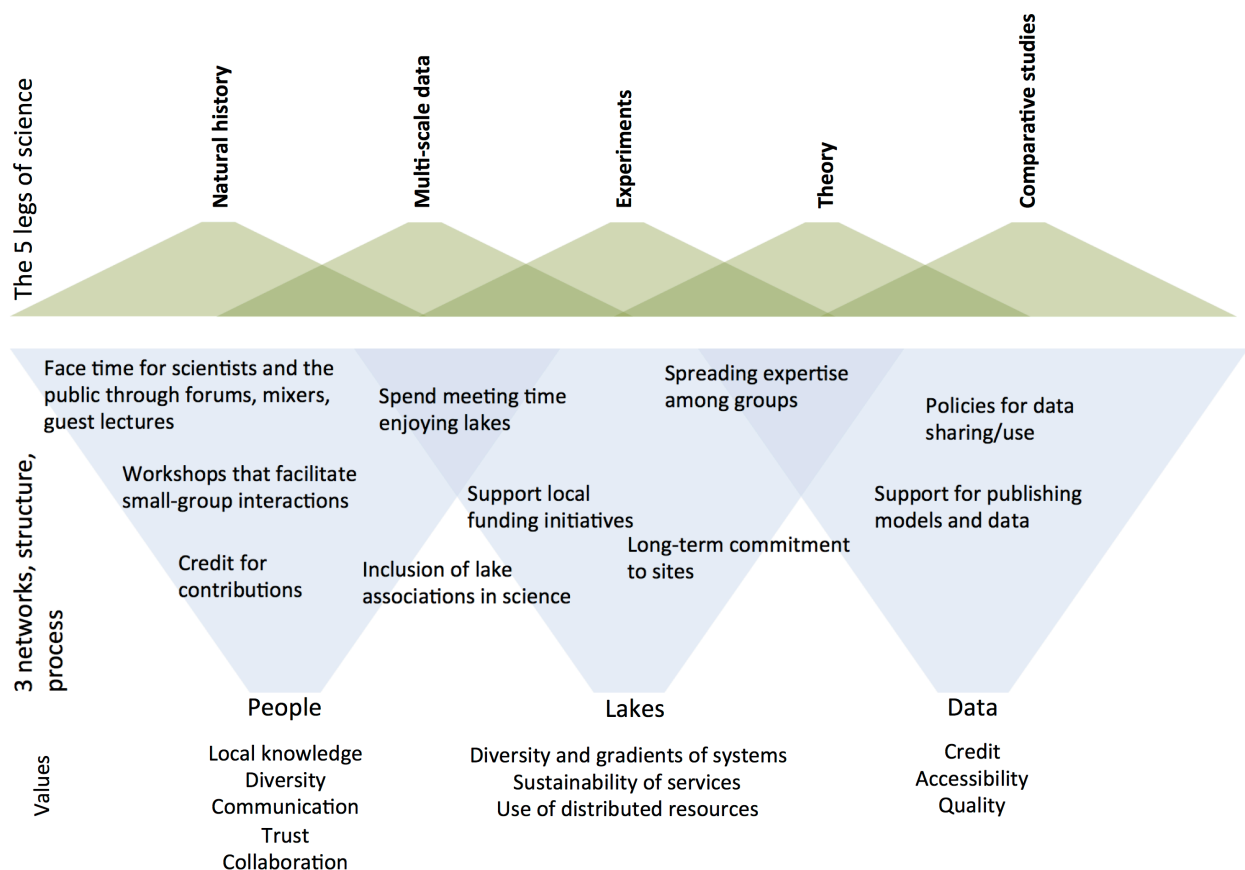 The 5 legs of science
Natural history
Multi-scale data
Experiments
Theory
Comparative studies
3 networks, structure,
process
Face time for scientists and the
public through forums, mixers,
guest lectures
Spend meeting time
enjoying lakes
Spreading expertise
among groups
Policies for data
sharing/use
Workshops that facilitate
small-group interactions
Support local
funding initiatives
Support for publishing
models and data
Credit for
contributions
Inclusion of lake
associations in science
Long-term commitment
to sites
People
Lakes
Data
Values
Local knowledge
Diversity
Communication
Trust
Collaboration
Diversity and gradients of systems
Sustainability of services
Use of distributed resources
Credit
Accessibility
Quality